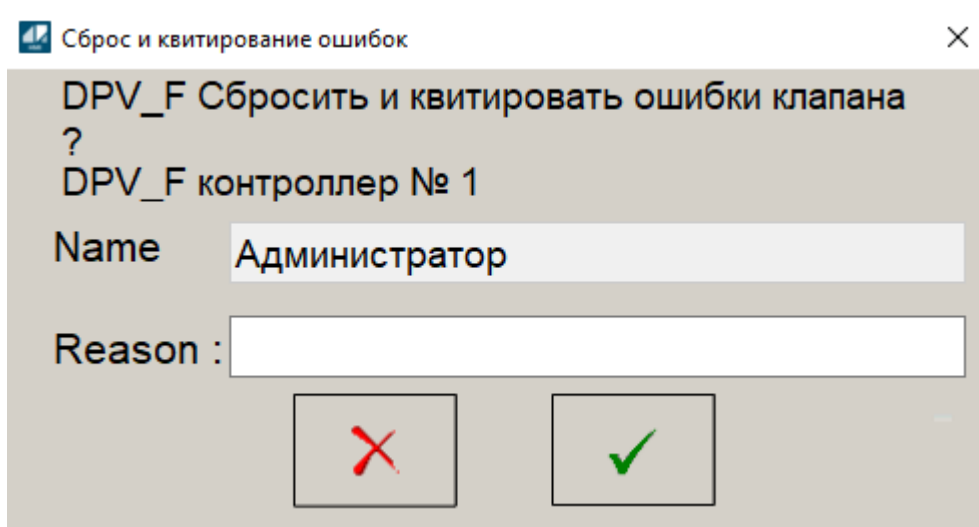 Сброс и квитирование ошибок
DPV_F Сбросить и квитировать ошибки клапана
?
DPV_F контроллер № 1
Name
Администратор
Reason :